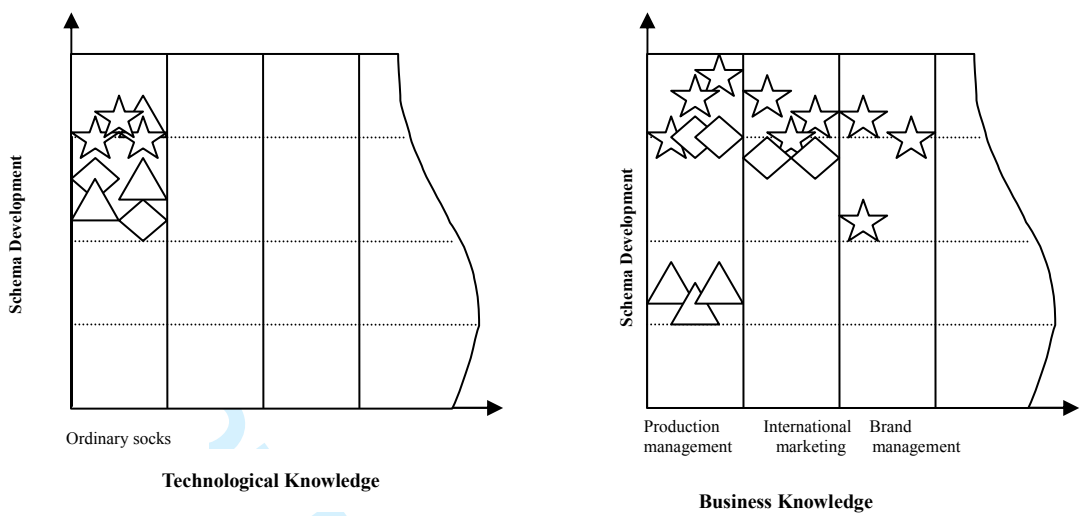 Schema Development
Ordinary socks
Technological Knowledge
Schema Development
Production management
International marketing
Brand management
Business Knowledge